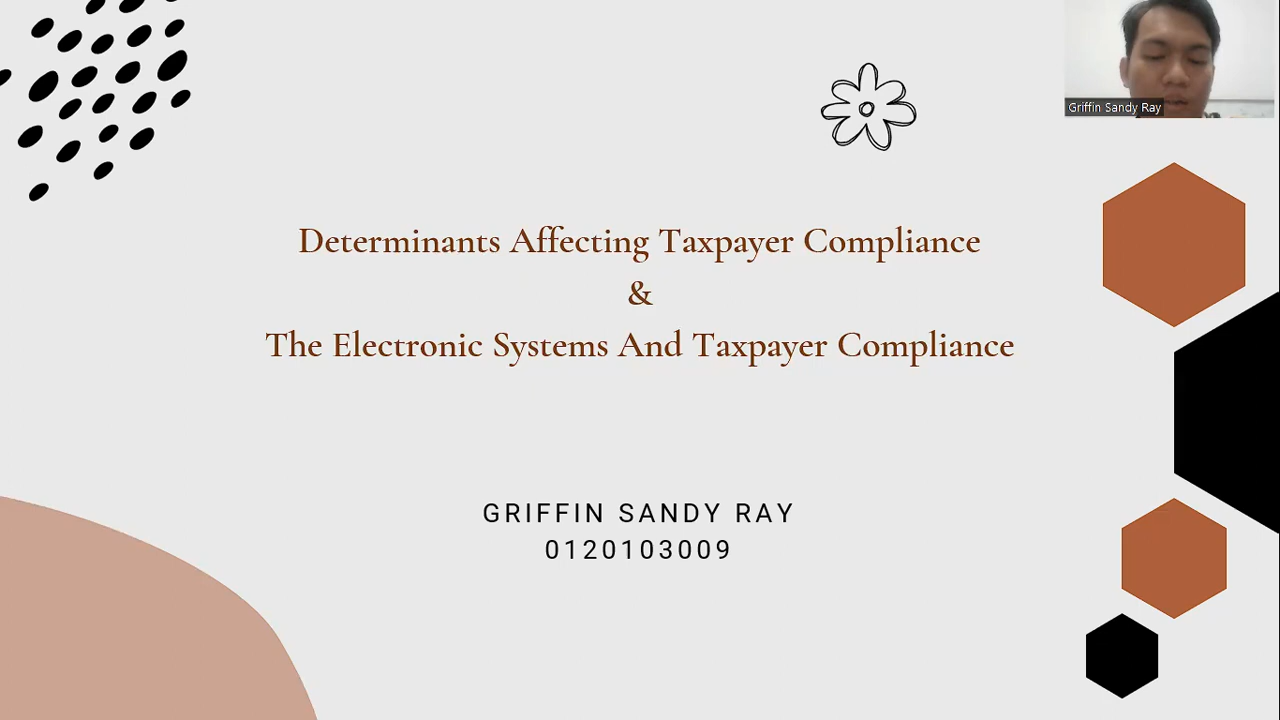 Griffin Sandy Ray
Determinants Affecting Taxpayer Compliance
&
The Electronic Systems And Taxpayer Compliance
GRIFFIN SANDY RAY
0120103009